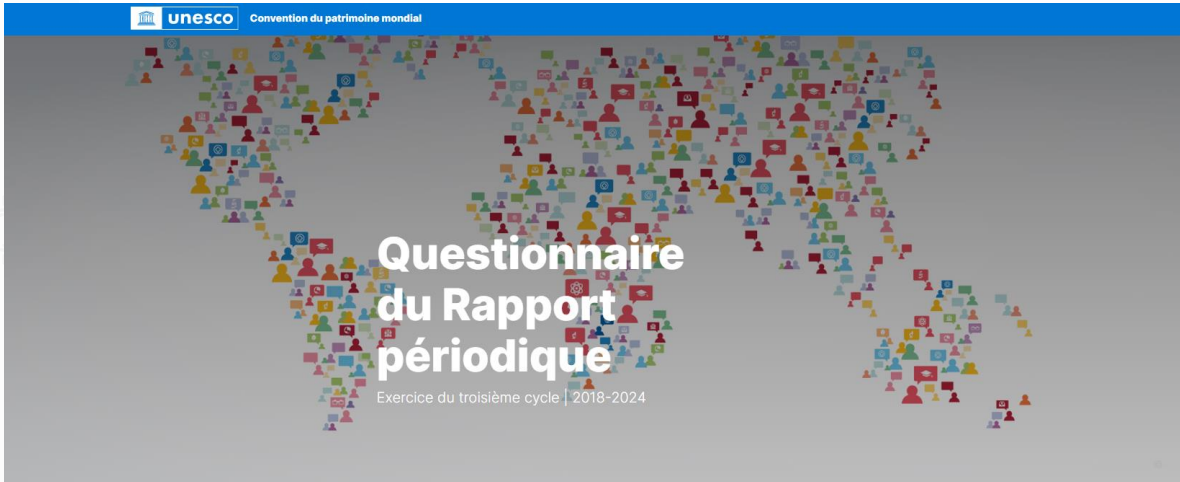 unesco Convention du patrimoine mondial
Questionnaire
du Rapport
périodique
Exercice du troisième cycle | 2018-2024